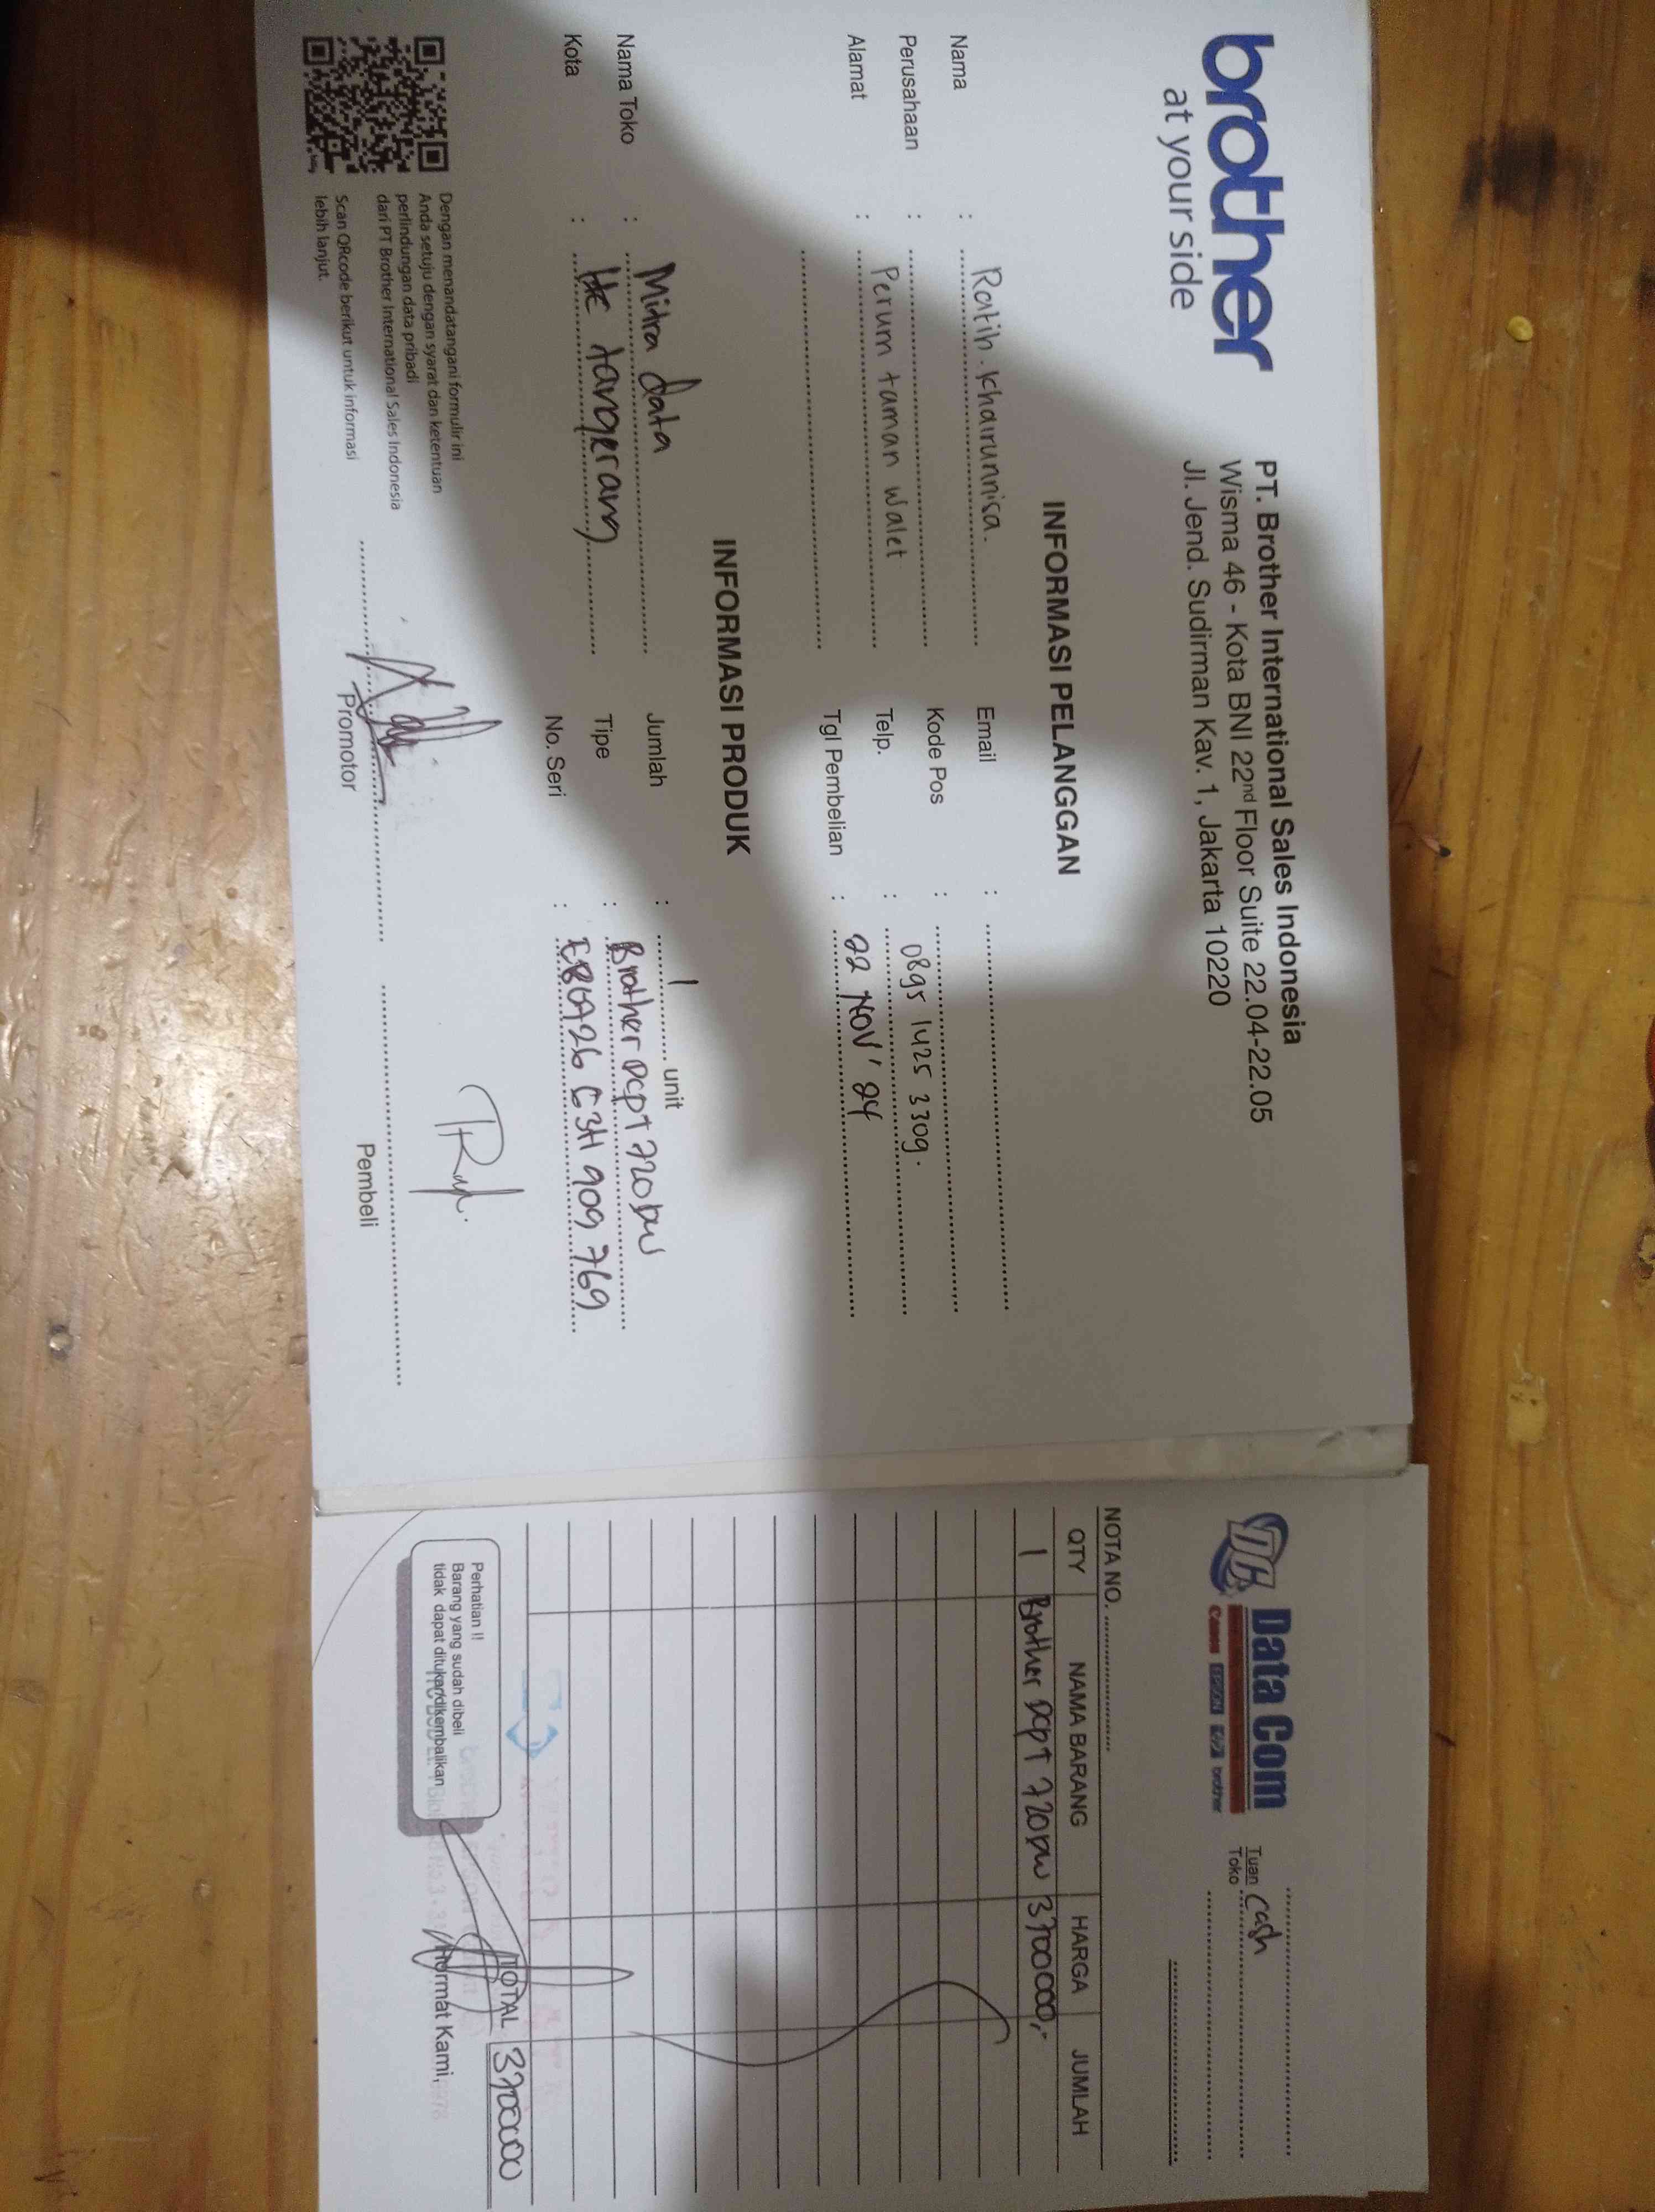 brother
at your side
PT. Brother International Sales Indonesia
Wisma 46 - Kota BNI 22nd Floor Suite 22.04-22.05
Jl. Jend. Sudirman Kav. 1, Jakarta 10220
INFORMASI PELANGGAN
Nama : Ratih Khairunnisa.
Perusahaan :
Alamat : Perum taman Walet
Email :
Kode Pos :
Telp. : 0895 1425 3309.
Tgl Pembelian : 22 NOV' 24
INFORMASI PRODUK
Nama Toko : Mitra data
Kota : tangerang
Jumlah : 1 unit
Tipe : Brother DCPT 720DW
No. Seri : 909 769
Dengan menandatangani formulir ini
Anda setuju dengan syarat dan ketentuan
perlindungan data pribadi
dari PT Brother International Sales Indonesia
Scan QRcode berikut untuk informasi
lebih lanjut.
Promotor
Pembeli
Data Com
Canon EPSON brother
Tuan
Toko
Cash
NOTA NO.
QTY NAMA BARANG HARGA JUMLAH
1 Brother DCPT 720DW 3700000,-
TOTAL 3700000
Perhatian !!
Barang yang sudah dibeli
tidak dapat ditukar/dikembalikan
Hormat Kami,